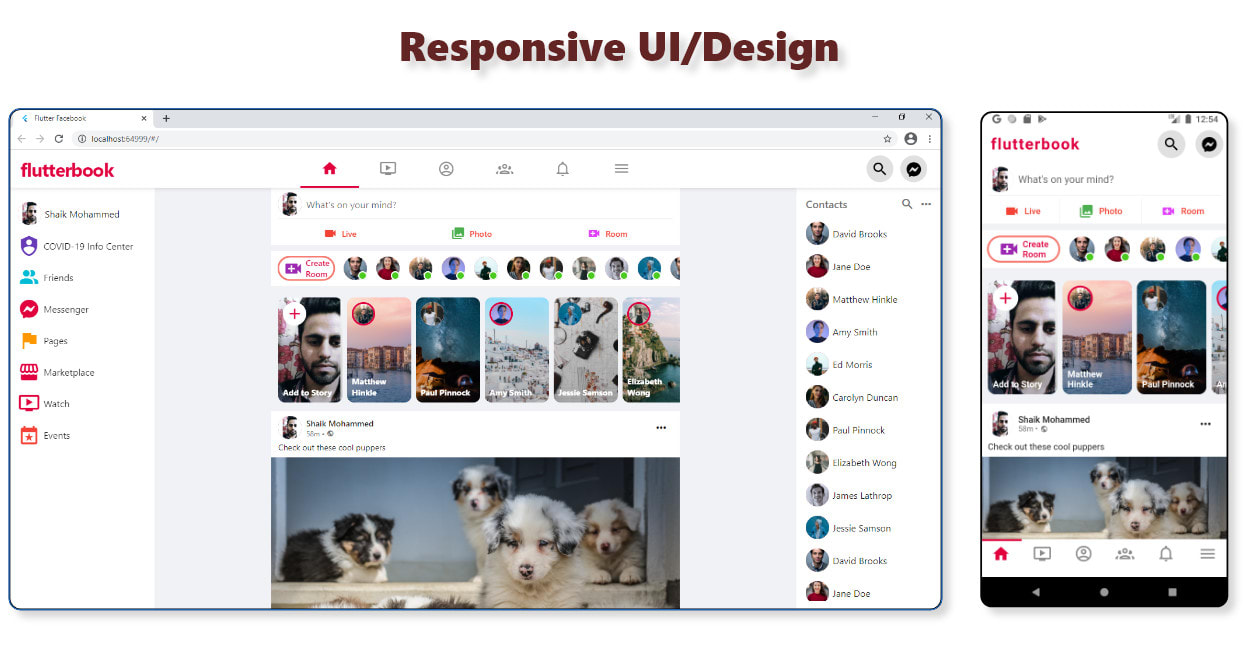 Responsive UI/Design
Flutter Facebook
localhost:64999/#/
flutterbook
Shaik Mohammed
COVID-19 Info Center
Friends
Messenger
Pages
Marketplace
Watch
Events
What's on your mind?
Live
Photo
Room
Create
Room
Add to Story
Matthew
Hinkle
Paul Pinnock
Amy Smith
Jessie Samson
Elizabeth
Wong
Shaik Mohammed
58m •
Check out these cool puppers
Contacts
David Brooks
Jane Doe
Matthew Hinkle
Amy Smith
Ed Morris
Carolyn Duncan
Paul Pinnock
Elizabeth Wong
James Lathrop
Jessie Samson
David Brooks
Jane Doe
12:54
flutterbook
What's on your mind?
Live
Photo
Room
Create
Room
Add to Story
Matthew
Hinkle
Paul Pinnock
Shaik Mohammed
58m •
Check out these cool puppers